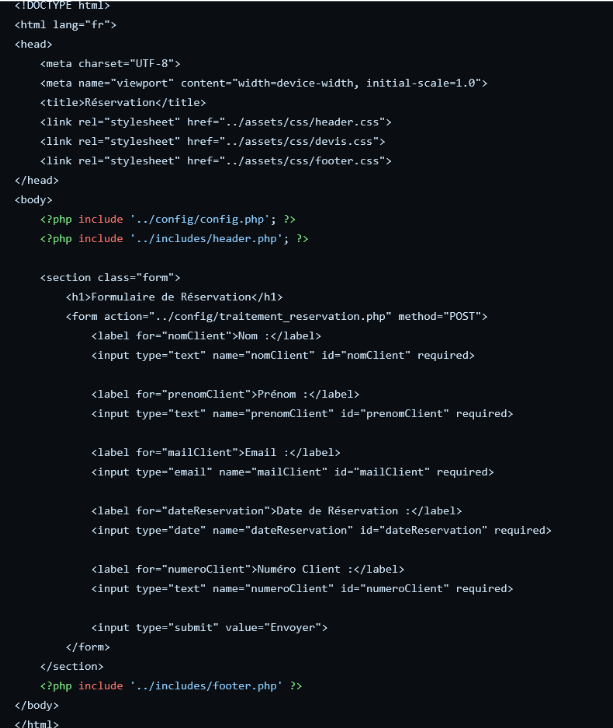 <!DOCTYPE html>
<html lang="fr">
<head>
    <meta charset="UTF-8">
    <meta name="viewport" content="width=device-width, initial-scale=1.0">
    <title>Réservation</title>
    <link rel="stylesheet" href="../assets/css/header.css">
    <link rel="stylesheet" href="../assets/css/devis.css">
    <link rel="stylesheet" href="../assets/css/footer.css">
</head>
<body>
    <?php include '../config/config.php'; ?>
    <?php include '../includes/header.php'; ?>

    <section class="form">
        <h1>Formulaire de Réservation</h1>
        <form action="../config/traitement_reservation.php" method="POST">
            <label for="nomClient">Nom :</label>
            <input type="text" name="nomClient" id="nomClient" required>

            <label for="prenomClient">Prénom :</label>
            <input type="text" name="prenomClient" id="prenomClient" required>

            <label for="mailClient">Email :</label>
            <input type="email" name="mailClient" id="mailClient" required>

            <label for="dateReservation">Date de Réservation :</label>
            <input type="date" name="dateReservation" id="dateReservation" required>

            <label for="numeroClient">Numéro Client :</label>
            <input type="text" name="numeroClient" id="numeroClient" required>

            <input type="submit" value="Envoyer">
        </form>
    </section>
    <?php include '../includes/footer.php' ?>
</body>
</html>